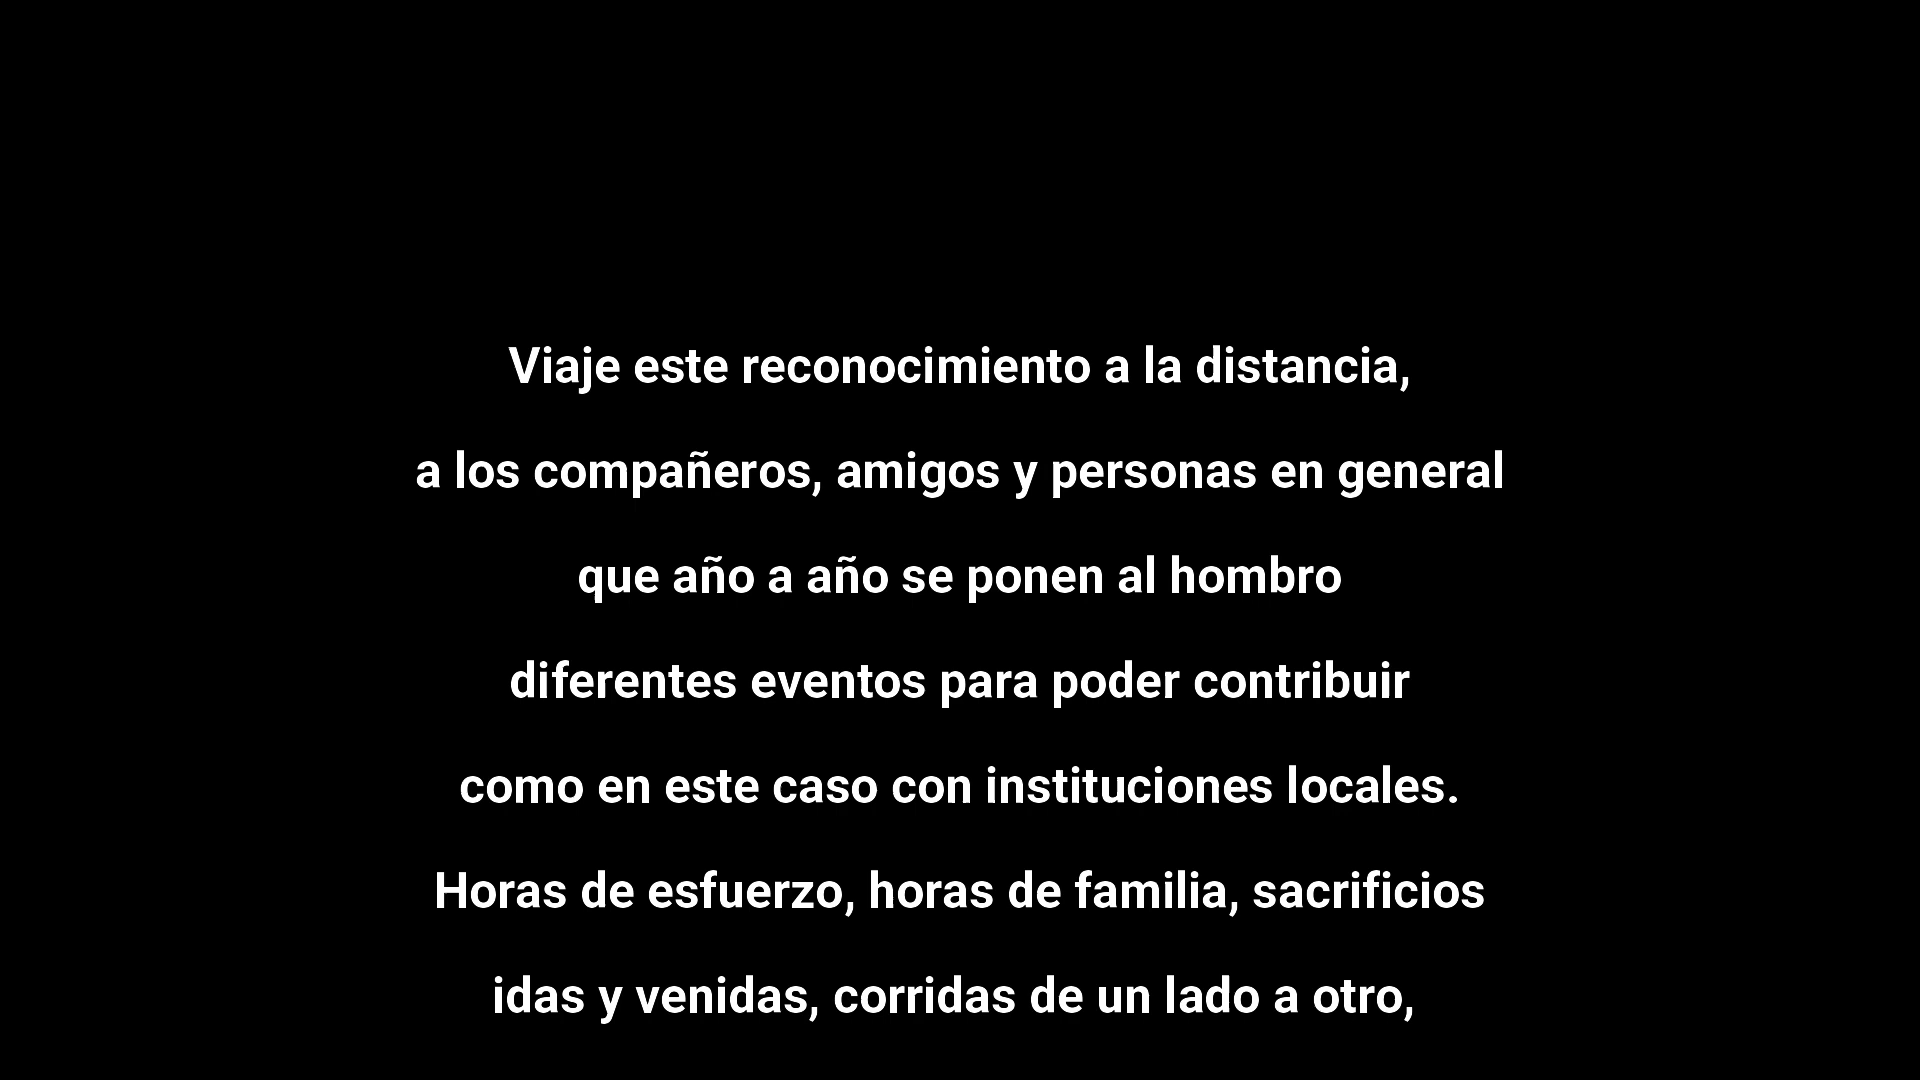 Viaje este reconocimiento a la distancia,
a los compañeros, amigos y personas en general
que año a año se ponen al hombro
diferentes eventos para poder contribuir
como en este caso con instituciones locales.
Horas de esfuerzo, horas de familia, sacrificios
idas y venidas, corridas de un lado a otro,